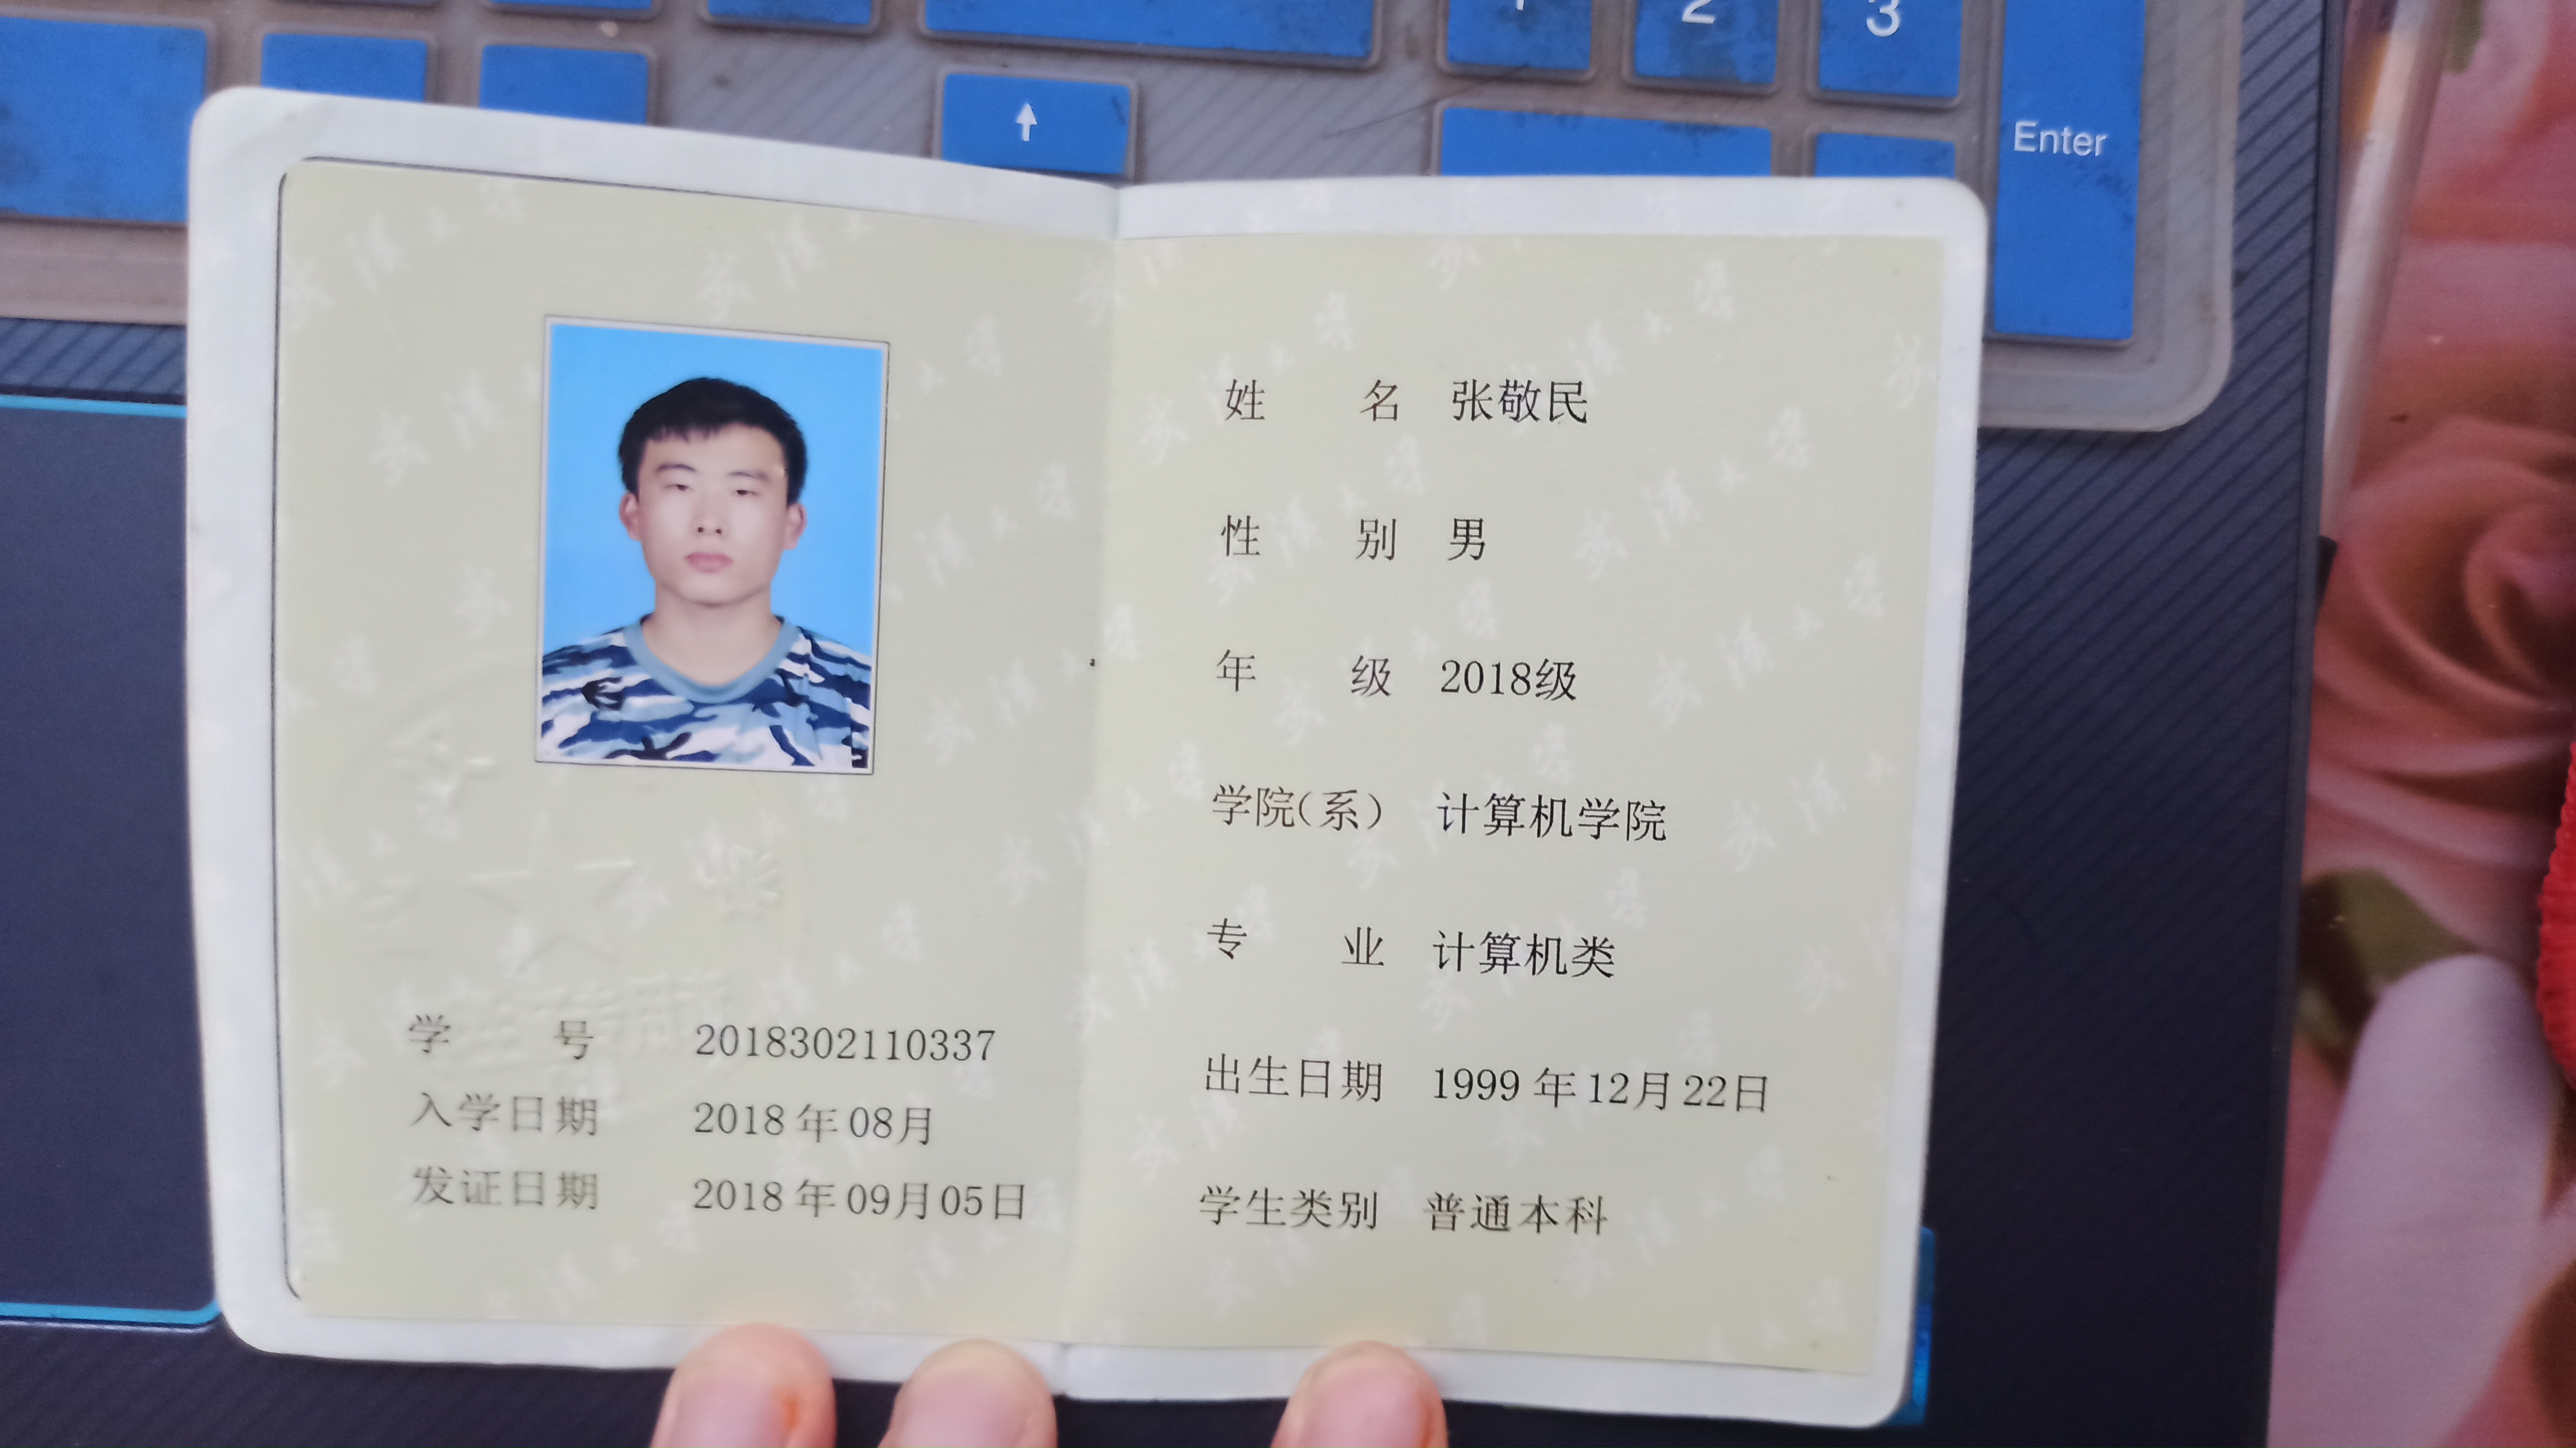 1
2
3
↑
Enter
学号 2018302110337
入学日期 2018年08月
发证日期 2018年09月05日
姓名 张敬民
性别 男
年级 2018级
学院(系) 计算机学院
专业 计算机类
出生日期 1999年12月22日
学生类别 普通本科